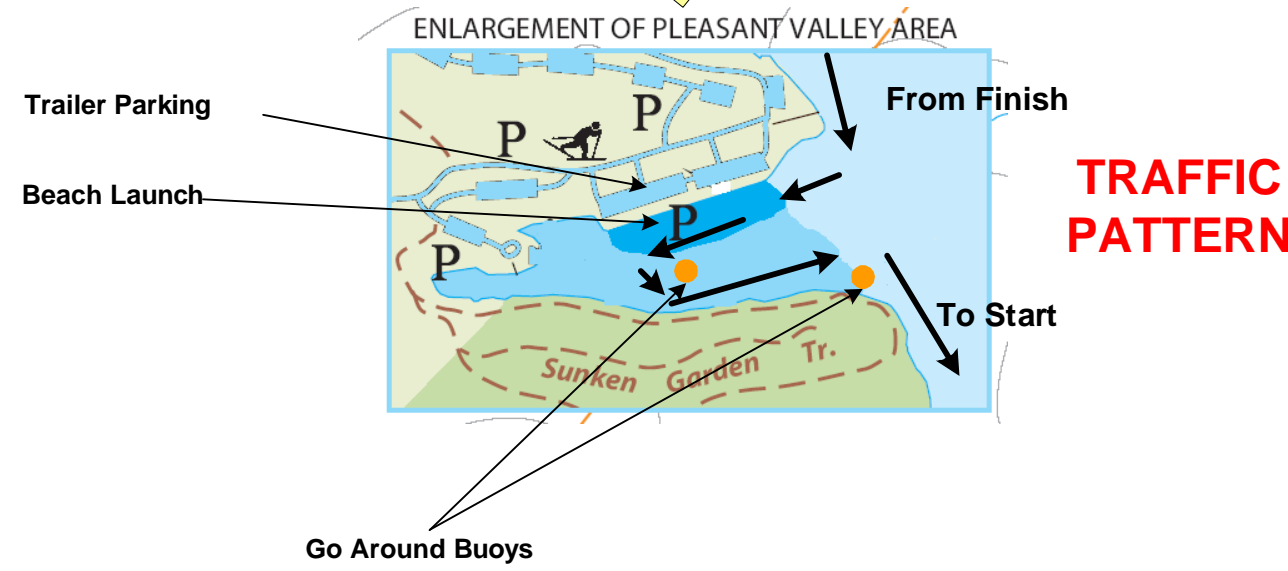 ENLARGEMENT OF PLEASANT VALLEY AREA
Trailer Parking
From Finish
P
P
Beach Launch
TRAFFIC
PATTERN
P
P
To Start
Sunken Garden Tr.
Go Around Buoys